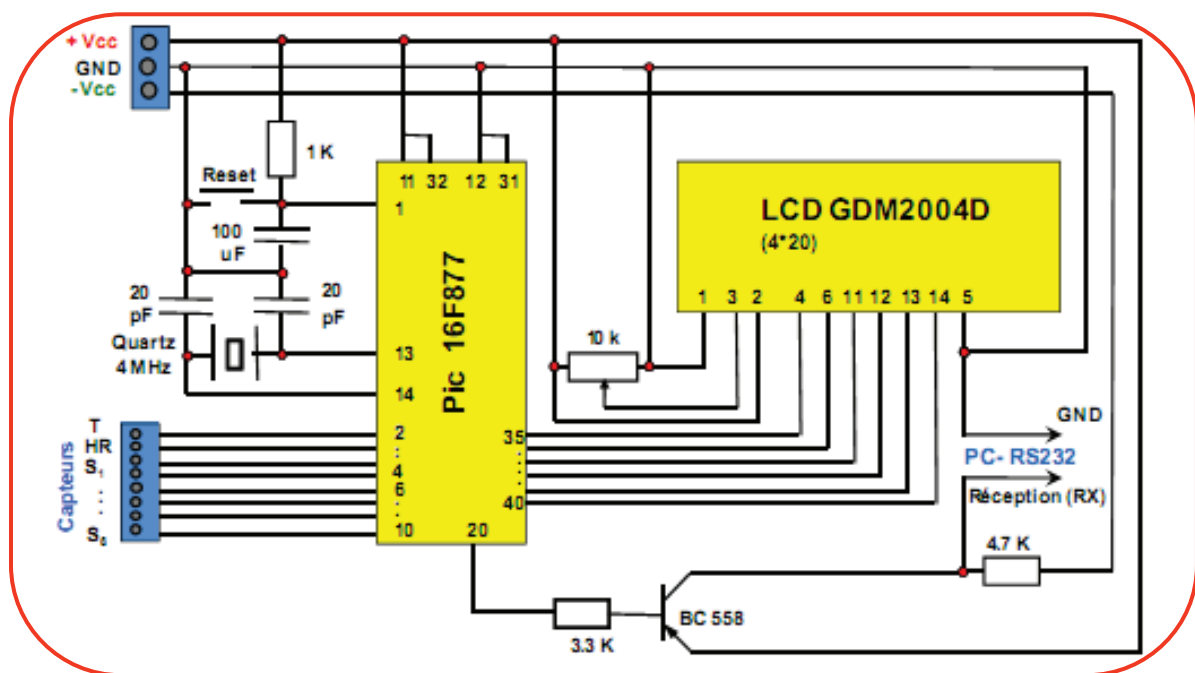 + Vcc
GND
-Vcc
1 K
Reset
100
uF
20
pF
20
pF
Quartz
4 MHz
Capteurs
T
HR
S1
:
:
S6
Pic 16F877
11 32 12 31
1
13
14
2
:
4
6
:
10
20
35
:
:
40
LCD GDM2004D
(4*20)
1 3 2 4 6 11 12 13 14 5
10 k
GND
PC- RS232
Réception (RX)
4.7 K
3.3 K
BC 558